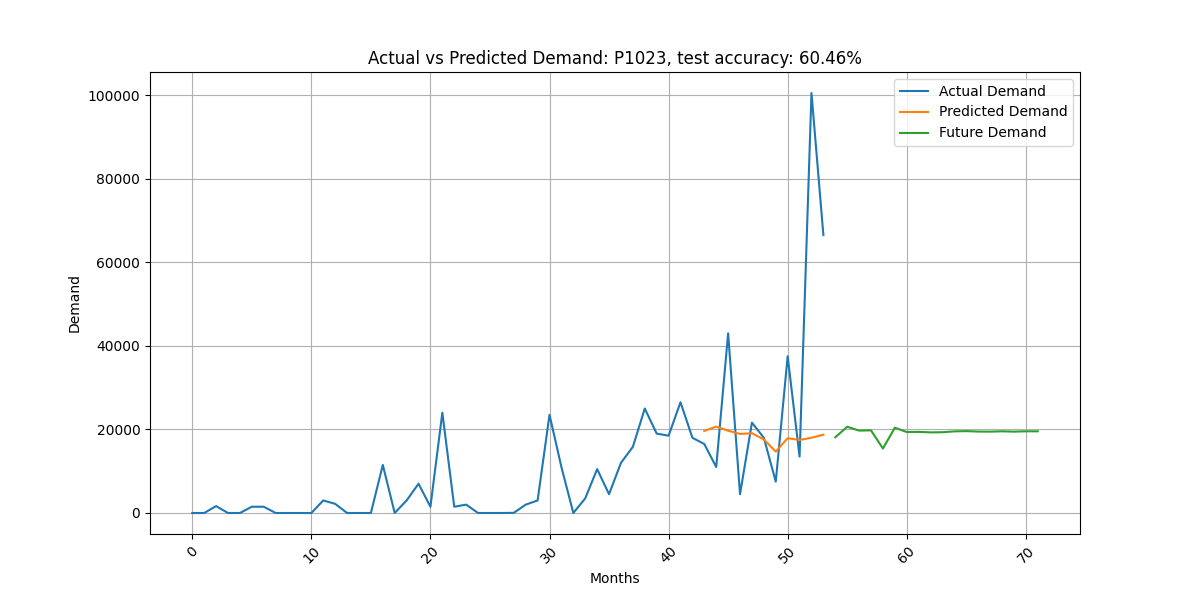 Actual vs Predicted Demand: P1023, test accuracy: 60.46%
Actual Demand
Predicted Demand
Future Demand
100000
80000
60000
40000
20000
0
Demand
0 10 20 30 40 50 60 70
Months